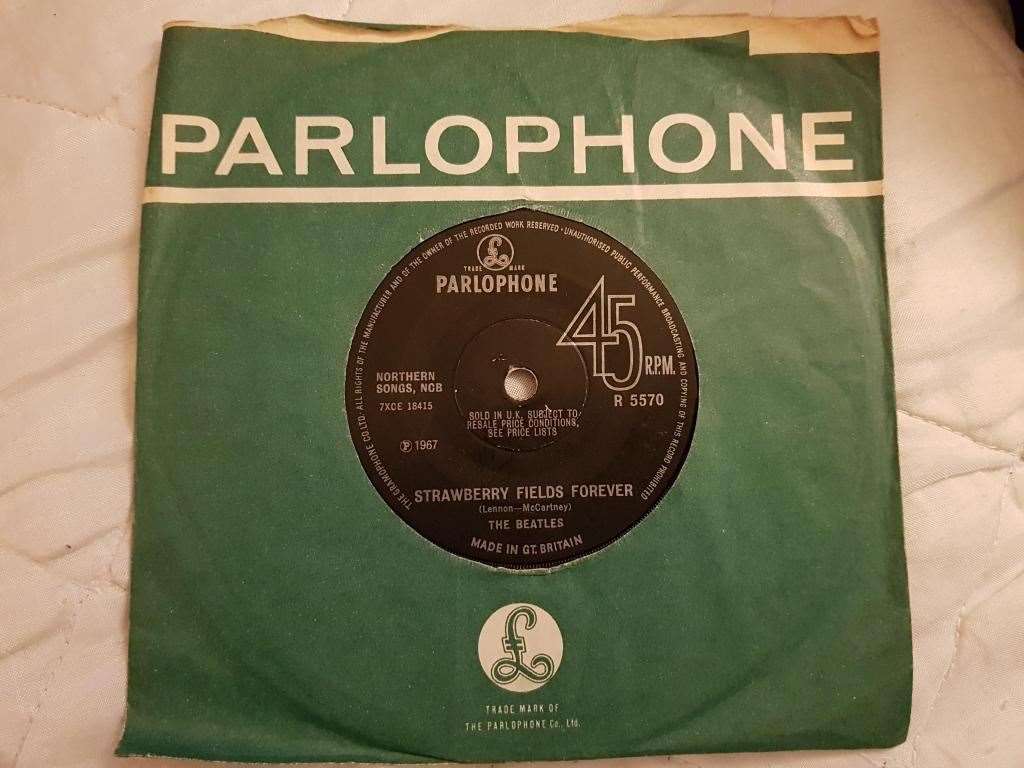 PARLOPHONE
THE GRAMOPHONE CO LTD. ALL RIGHTS OF THE MANUFACTURER AND OF THE OWNER OF THE RECORDED WORK RESERVED · UNAUTHORISED PUBLIC PERFORMANCE BROADCASTING AND COPYING OF THIS RECORD PROHIBITED
£
TRADE MARK
PARLOPHONE
45
R.P.M.
R 5570
NORTHERN
SONGS, NCB
7XCE 18415
SOLD IN U.K. SUBJECT TO
RESALE PRICE CONDITIONS,
SEE PRICE LISTS
℗ 1967
STRAWBERRY FIELDS FOREVER
(Lennon—McCartney)
THE BEATLES
MADE IN GT. BRITAIN
£
TRADE MARK OF
THE PARLOPHONE Co., Ltd.